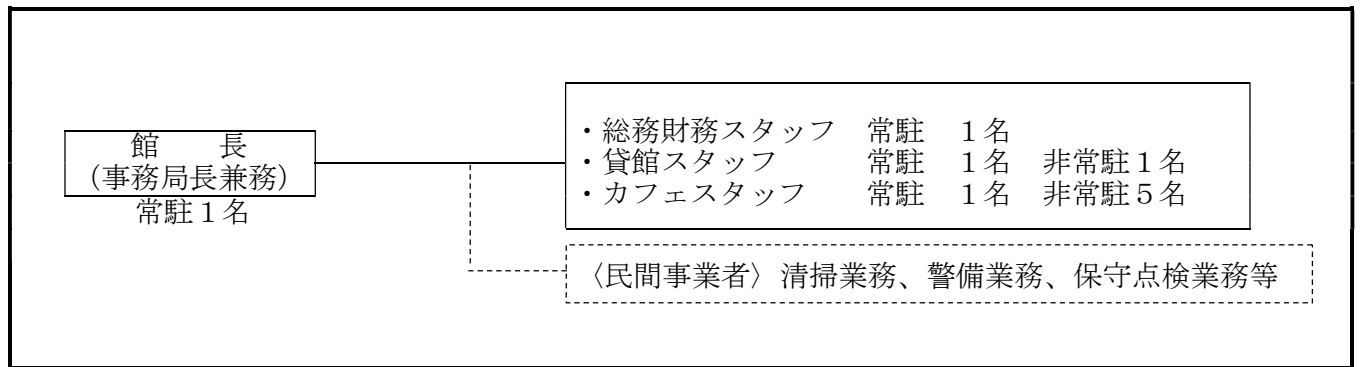 館　　長
(事務局長兼務)
常駐１名
・総務財務スタッフ　常駐　１名
・貸館スタッフ　　　常駐　１名　非常駐１名
・カフェスタッフ　　常駐　１名　非常駐５名
〈民間事業者〉清掃業務、警備業務、保守点検業務等